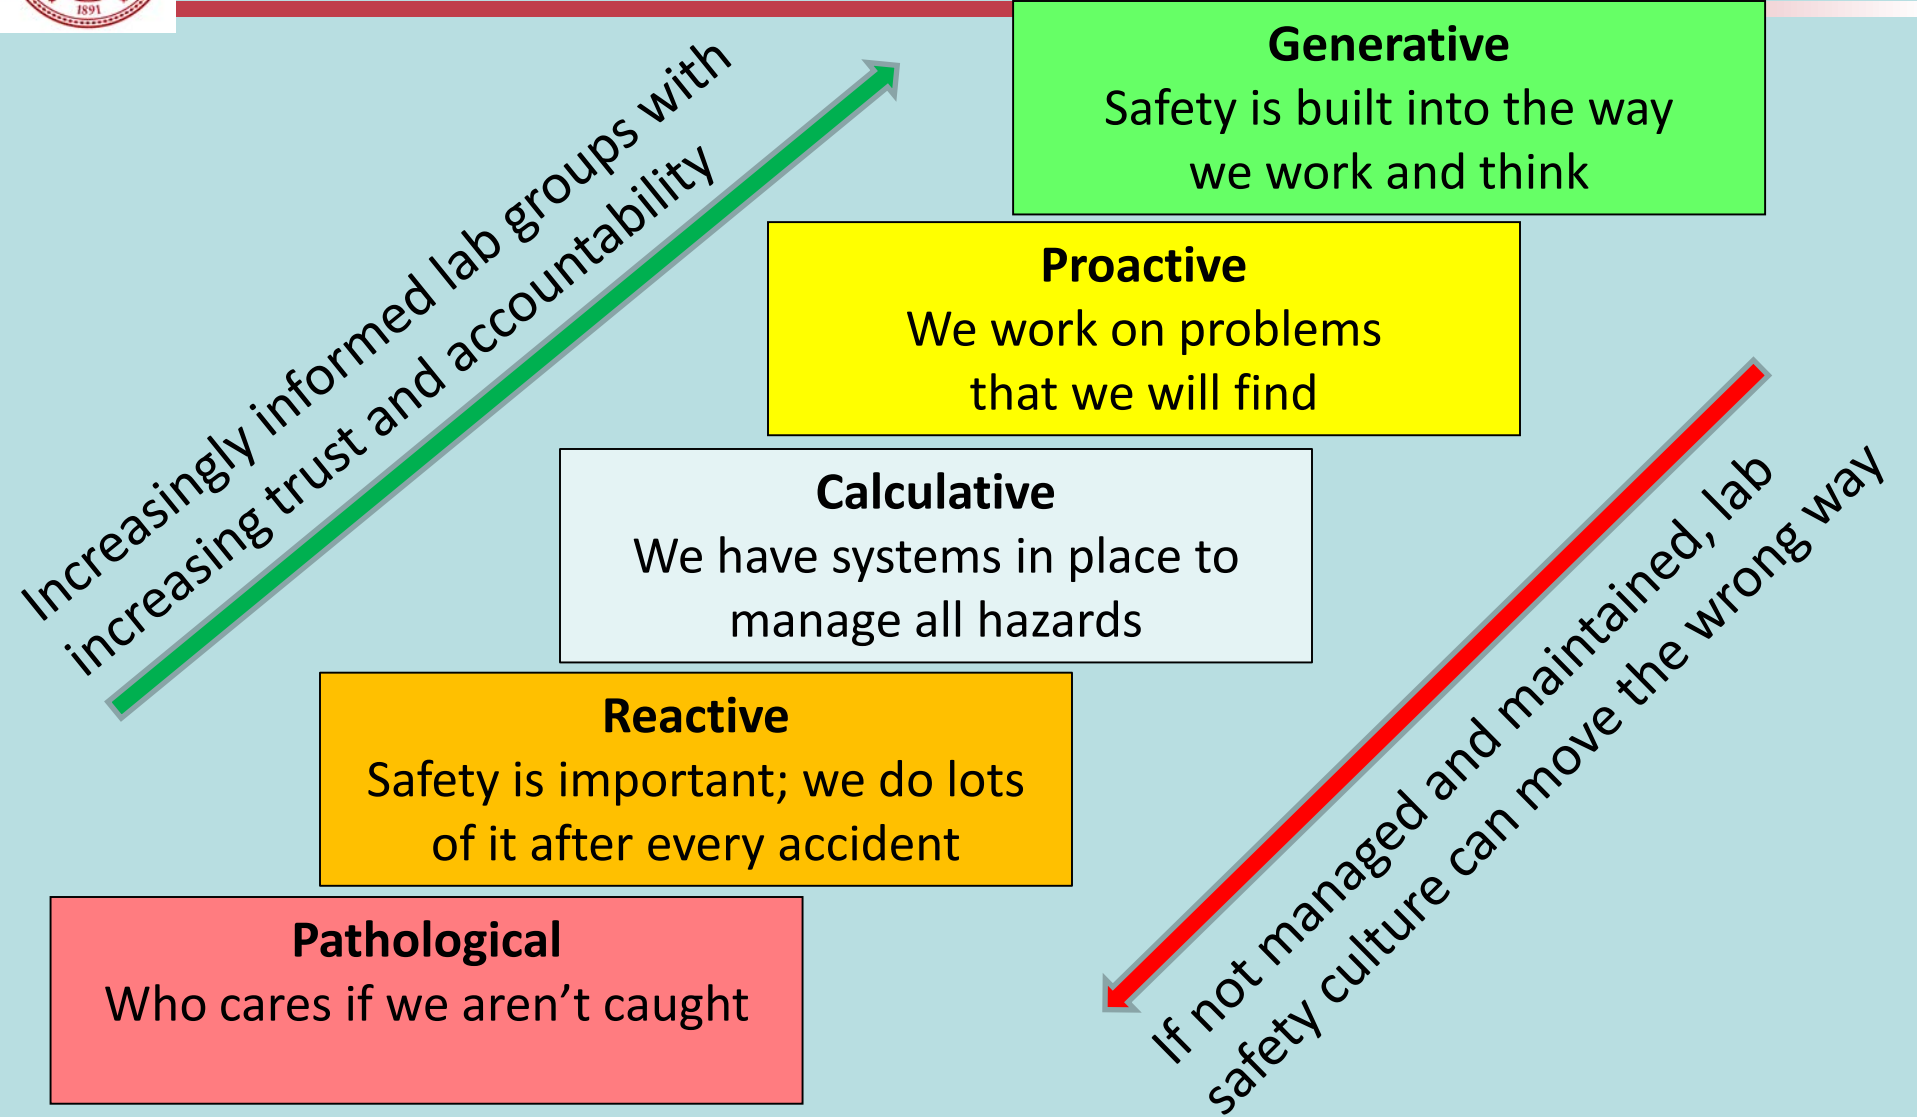 1891
Increasingly informed lab groups with
increasing trust and accountability
Generative
Safety is built into the way
we work and think
Proactive
We work on problems
that we will find
Calculative
We have systems in place to
manage all hazards
Reactive
Safety is important; we do lots
of it after every accident
Pathological
Who cares if we aren’t caught
If not managed and maintained, lab
safety culture can move the wrong way